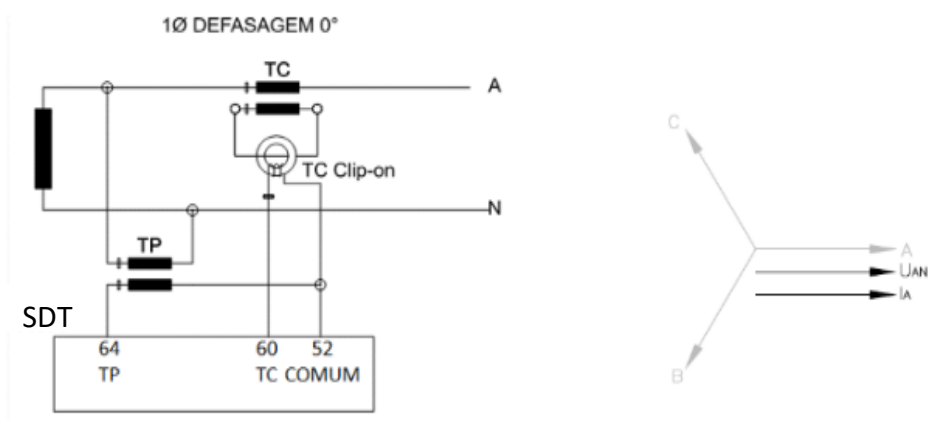 1Ø DEFASAGEM 0°
TC
A
TC Clip-on
N
TP
SDT
64 60 52
TP TC COMUM
C
A
UAN
IA
B